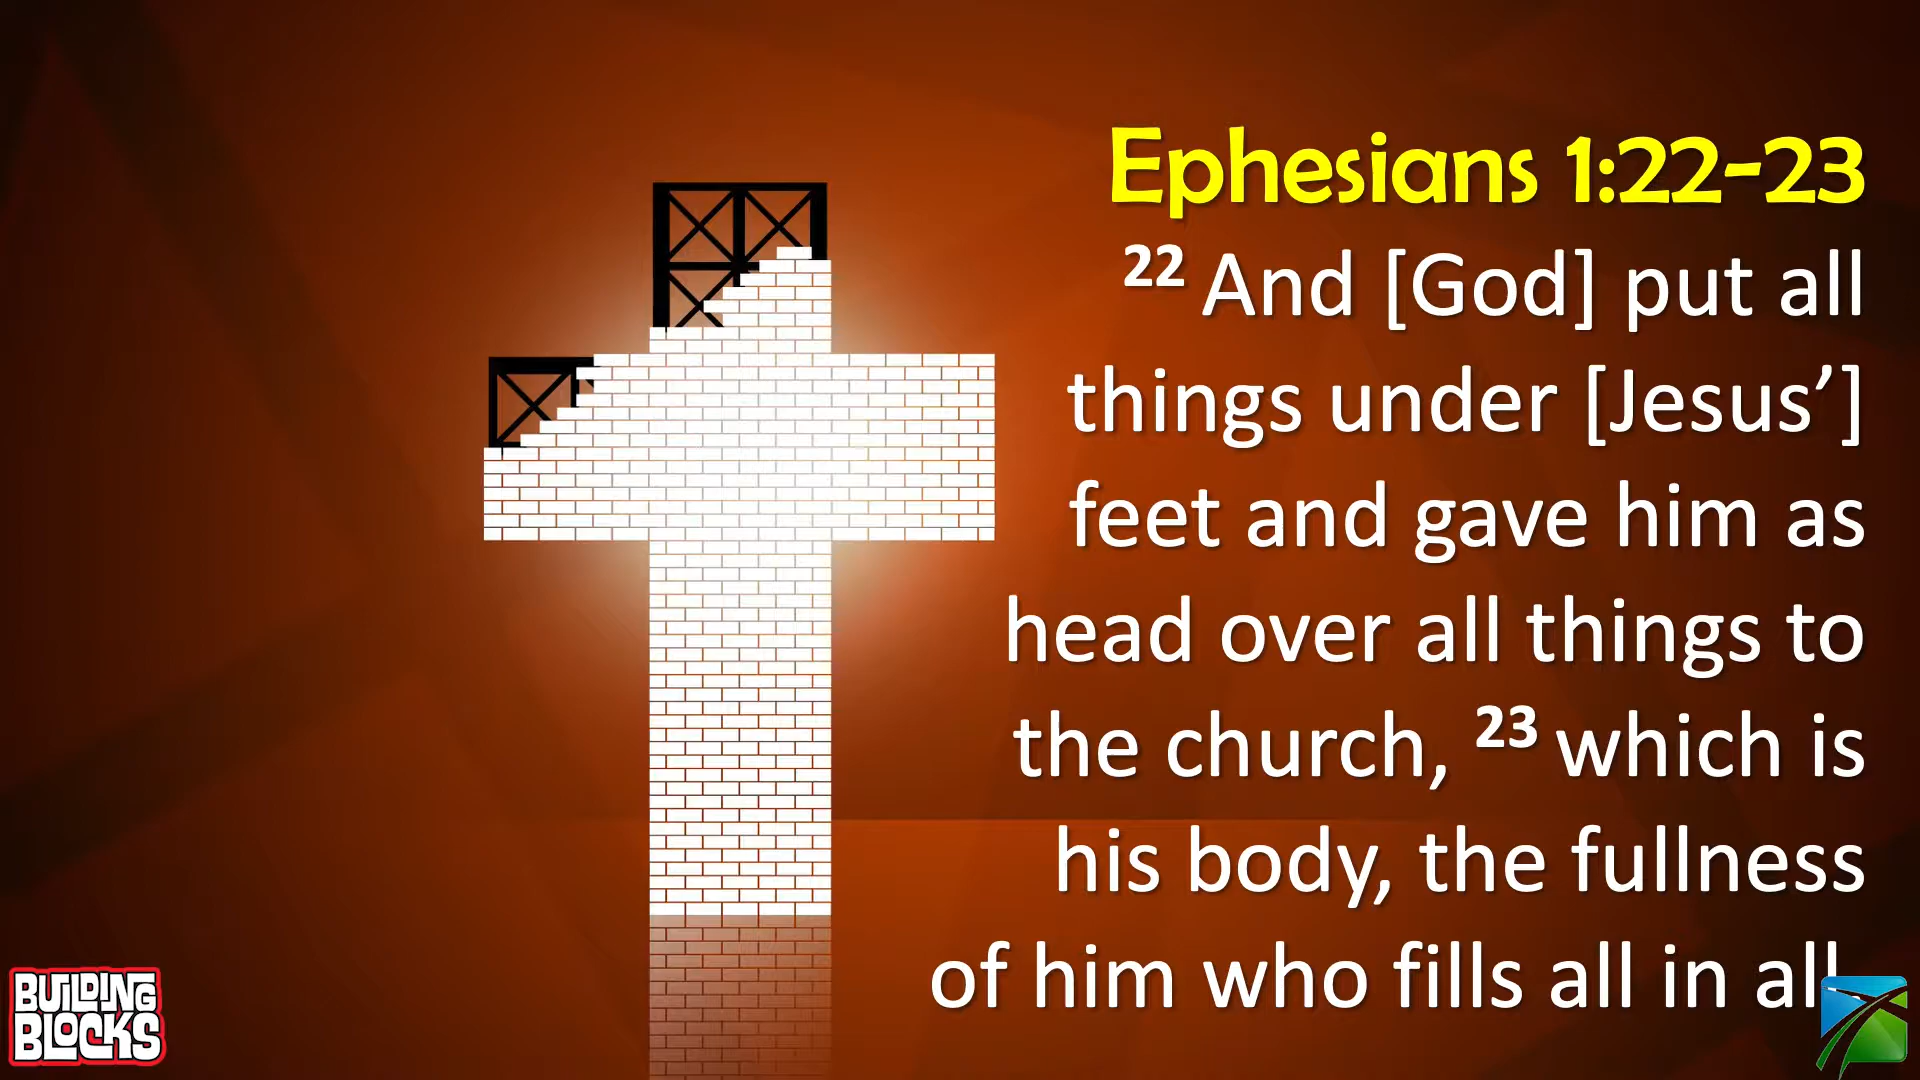 Ephesians 1:22-23
22 And [God] put all
things under [Jesus’]
feet and gave him as
head over all things to
the church, 23 which is
his body, the fullness
of him who fills all in all
BUILDING
BLOCKS